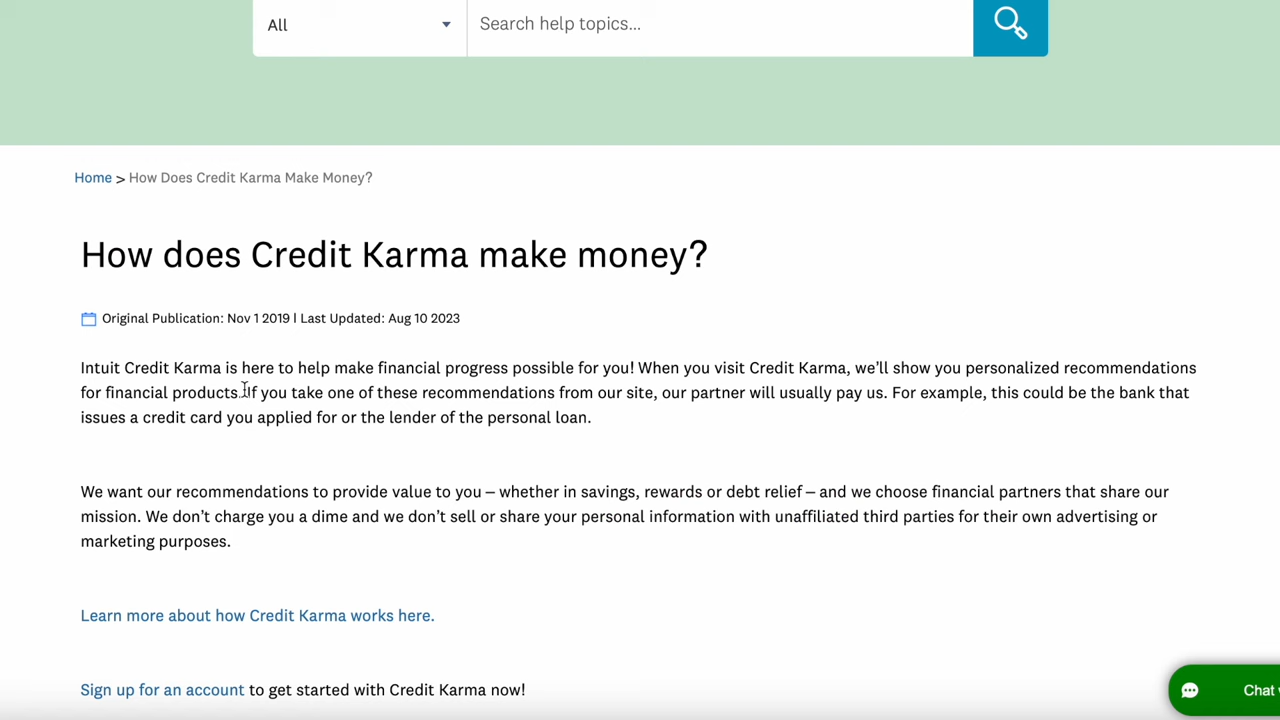 All
Search help topics...
Home > How Does Credit Karma Make Money?
How does Credit Karma make money?
Original Publication: Nov 1 2019 | Last Updated: Aug 10 2023
Intuit Credit Karma is here to help make financial progress possible for you! When you visit Credit Karma, we’ll show you personalized recommendations
for financial products. If you take one of these recommendations from our site, our partner will usually pay us. For example, this could be the bank that
issues a credit card you applied for or the lender of the personal loan.
We want our recommendations to provide value to you – whether in savings, rewards or debt relief – and we choose financial partners that share our
mission. We don’t charge you a dime and we don’t sell or share your personal information with unaffiliated third parties for their own advertising or
marketing purposes.
Learn more about how Credit Karma works here.
Sign up for an account to get started with Credit Karma now!
Chat